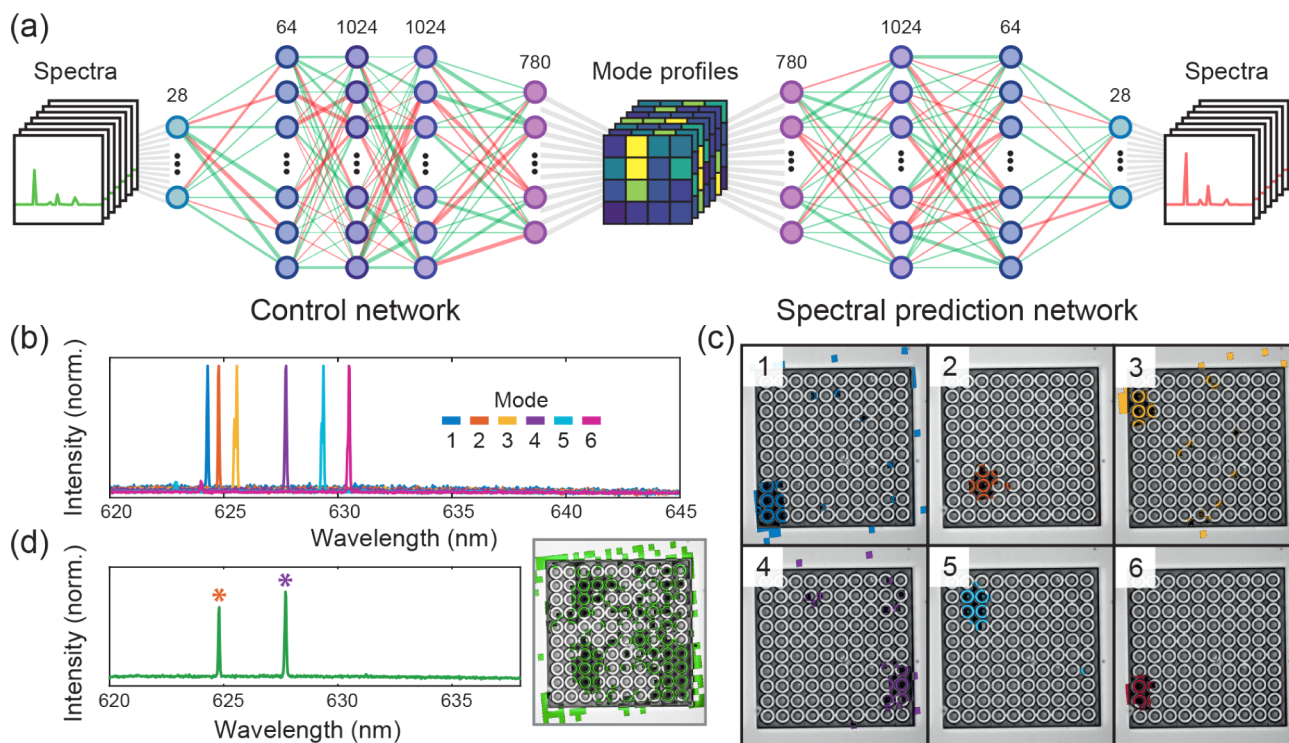 (a)
64 1024 1024
1024 64
Spectra
28
780
Mode profiles
780
28
Spectra
Control network
Spectral prediction network
(b)
Intensity (norm.)
Mode
1 2 3
4 5 6
620 625 630 635 640 645
Wavelength (nm)
(c)
1 2 3
4 5 6
(d)
Intensity (norm.)
* *
620 625 630 635
Wavelength (nm)